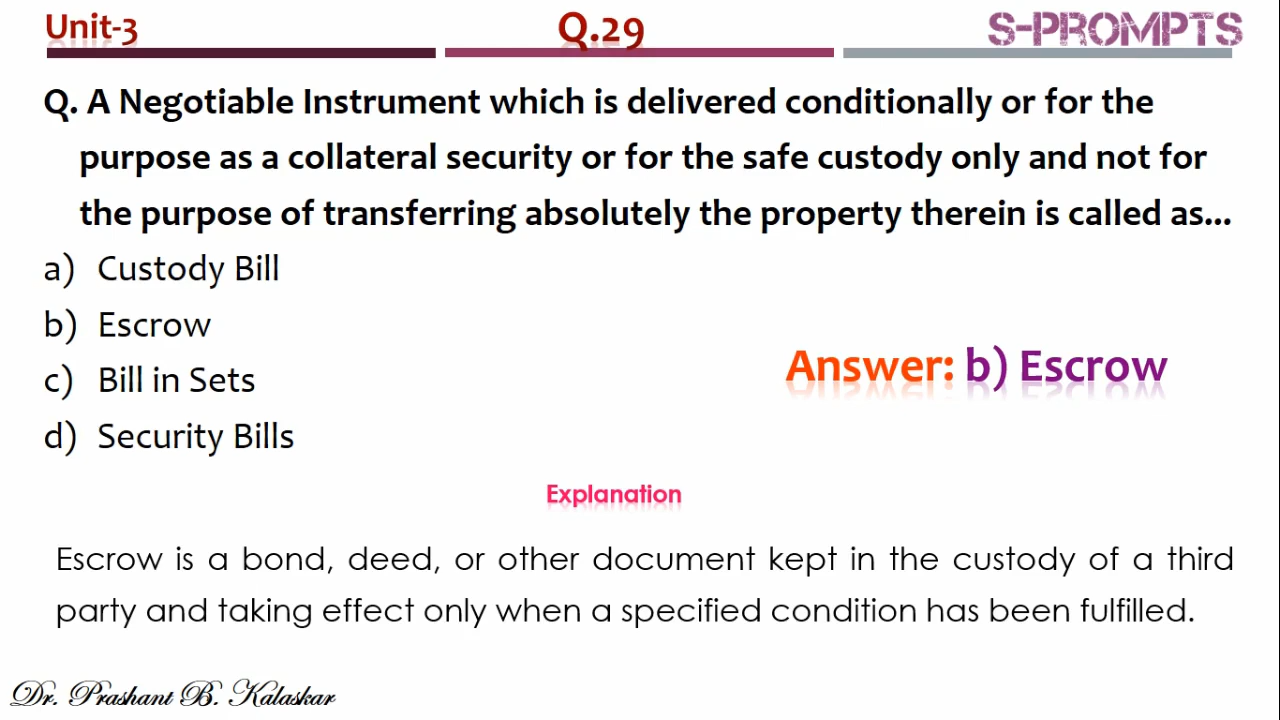 Unit-3
Q.29
S-PROMPTS
Q. A Negotiable Instrument which is delivered conditionally or for the
purpose as a collateral security or for the safe custody only and not for
the purpose of transferring absolutely the property therein is called as...
a) Custody Bill
b) Escrow
c) Bill in Sets
d) Security Bills
Answer: b) Escrow
Explanation
Escrow is a bond, deed, or other document kept in the custody of a third
party and taking effect only when a specified condition has been fulfilled.
Dr. Prashant B. Kalaskar